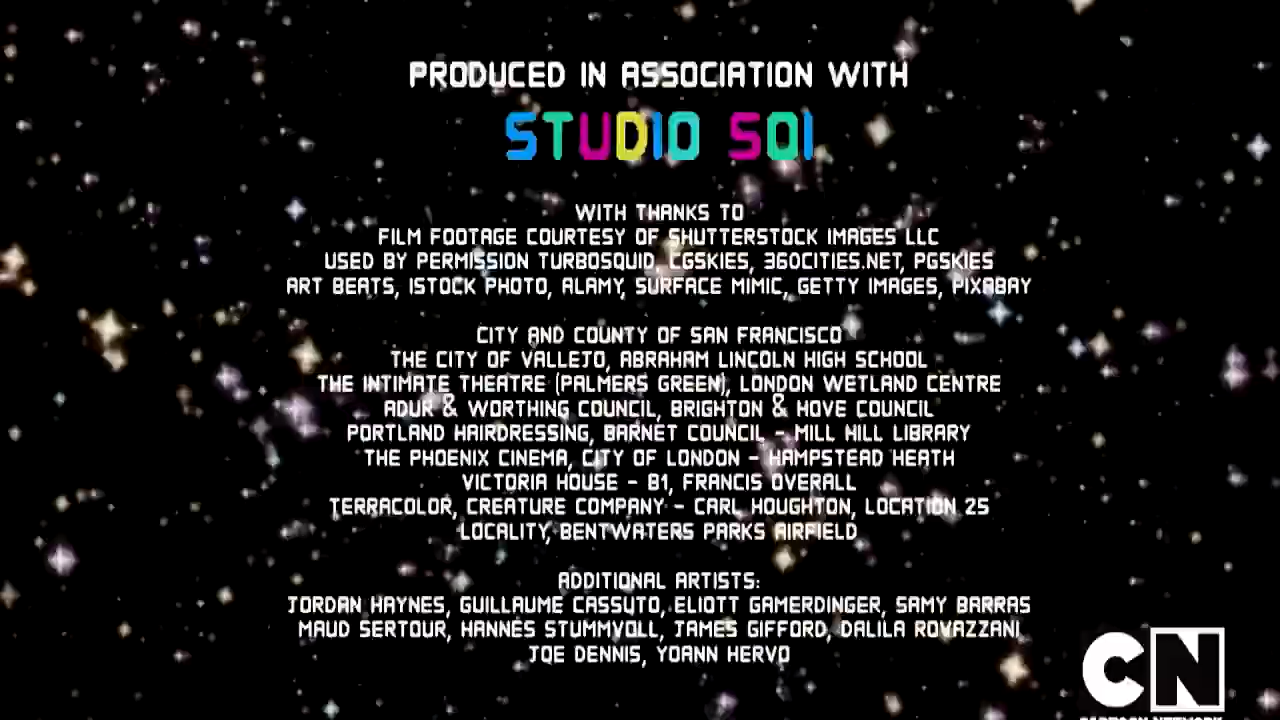 PRODUCED IN ASSOCIATION WITH
STUDIO SOI
WITH THANKS TO
FILM FOOTAGE COURTESY OF SHUTTERSTOCK IMAGES LLC
USED BY PERMISSION TURBOSQUID, CGSKIES, 360CITIES.NET, PGSKIES
ART BEATS, ISTOCK PHOTO, ALAMY, SURFACE MIMIC, GETTY IMAGES, PIXABAY
CITY AND COUNTY OF SAN FRANCISCO
THE CITY OF VALLEJO, ABRAHAM LINCOLN HIGH SCHOOL
THE INTIMATE THEATRE (PALMERS GREEN), LONDON WETLAND CENTRE
ADUR & WORTHING COUNCIL, BRIGHTON & HOVE COUNCIL
PORTLAND HAIRDRESSING, BARNET COUNCIL - MILL HILL LIBRARY
THE PHOENIX CINEMA, CITY OF LONDON - HAMPSTEAD HEATH
VICTORIA HOUSE - B1, FRANCIS OVERALL
TERRACOLOR, CREATURE COMPANY - CARL HOUGHTON, LOCATION 25
LOCALITY, BENTWATERS PARKS AIRFIELD
ADDITIONAL ARTISTS:
JORDAN HAYNES, GUILLAUME CASSUTO, ELIOTT GAMERDINGER, SAMY BARRAS
MAUD SERTOUR, HANNES STUMMVOLL, JAMES GIFFORD, DALILA ROVAZZANI
JOE DENNIS, YOANN HERVO
CN
CARTOON NETWORK